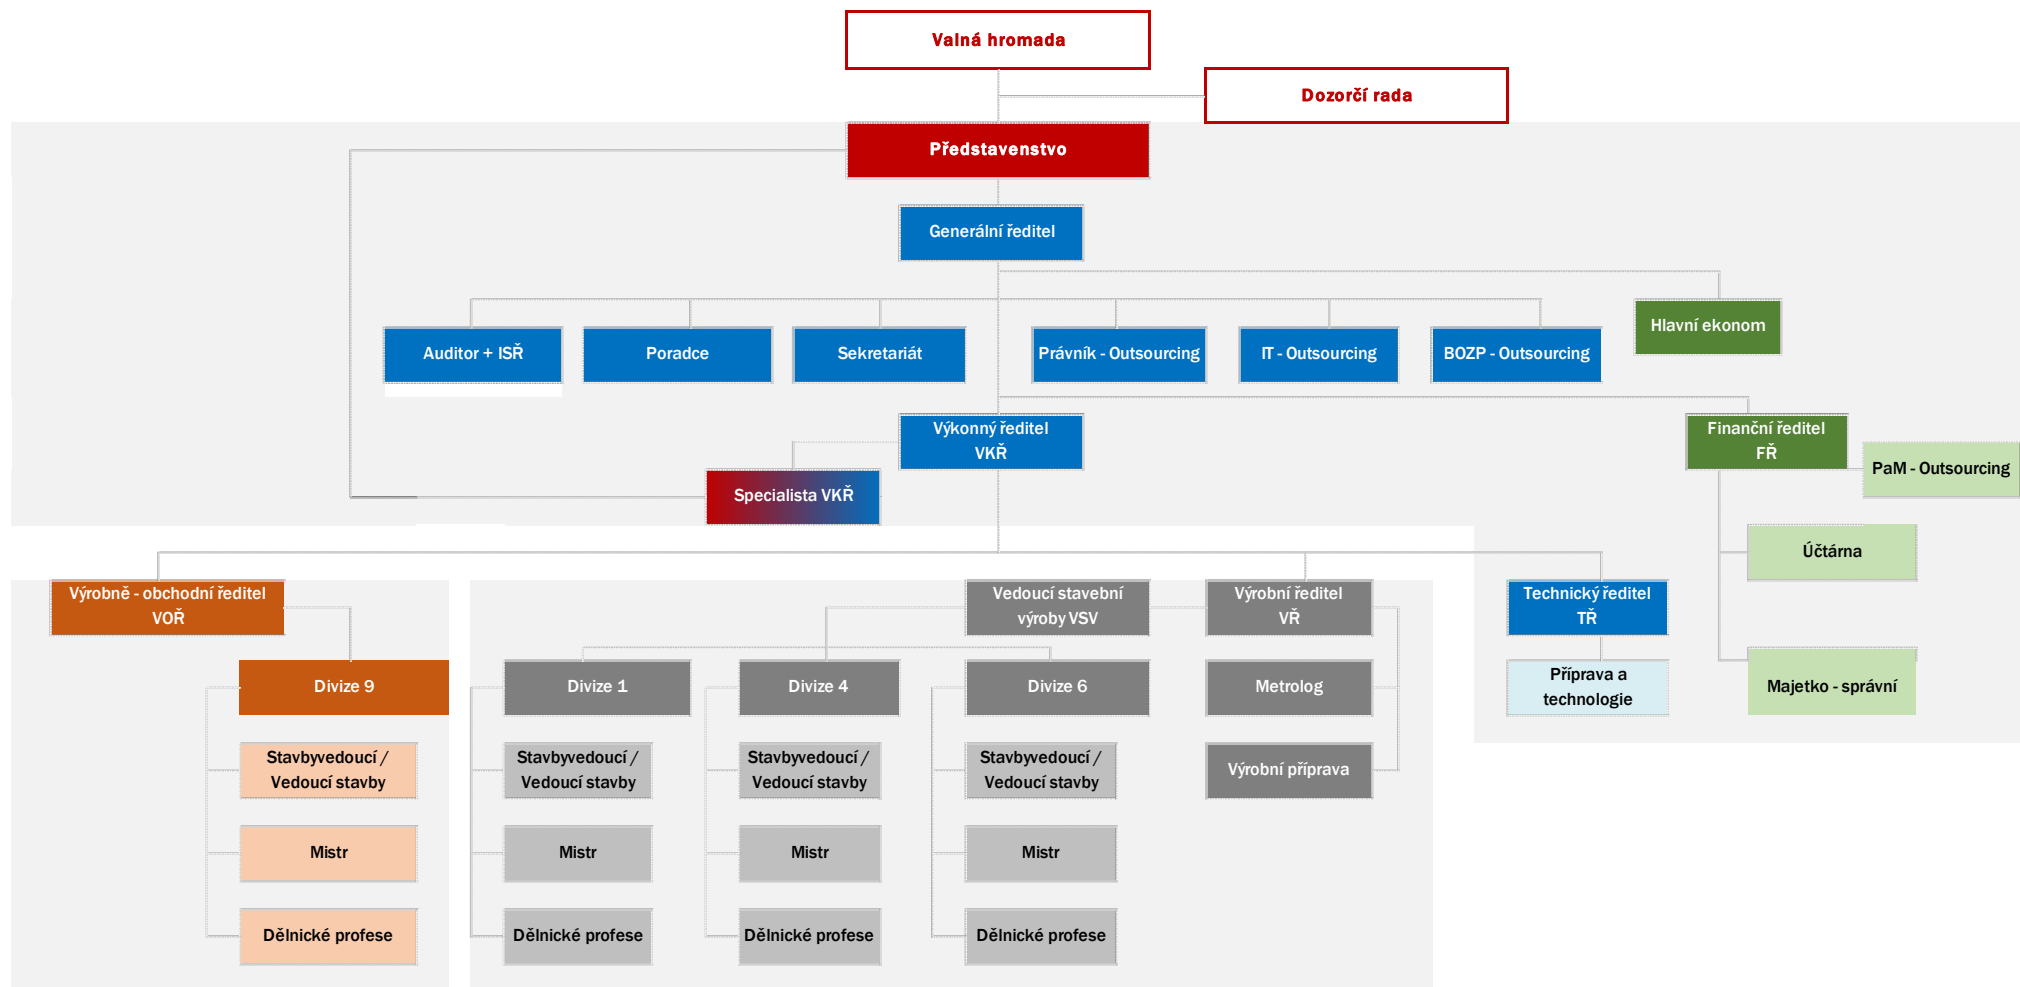 Valná hromada
Dozorčí rada
Představenstvo
Generální ředitel
Hlavní ekonom
Auditor + ISŘ
Poradce
Sekretariát
Právník - Outsourcing
IT - Outsourcing
BOZP - Outsourcing
Výkonný ředitel
VKŘ
Finanční ředitel
FŘ
PaM - Outsourcing
Specialista VKŘ
Účtárna
Výrobně - obchodní ředitel
VOŘ
Vedoucí stavební
výroby VSV
Výrobní ředitel
VŘ
Technický ředitel
TŘ
Divize 9
Divize 1
Divize 4
Divize 6
Metrolog
Příprava a
technologie
Majetko - správní
Stavbyvedoucí /
Vedoucí stavby
Stavbyvedoucí /
Vedoucí stavby
Stavbyvedoucí /
Vedoucí stavby
Stavbyvedoucí /
Vedoucí stavby
Výrobní příprava
Mistr
Mistr
Mistr
Mistr
Dělnické profese
Dělnické profese
Dělnické profese
Dělnické profese